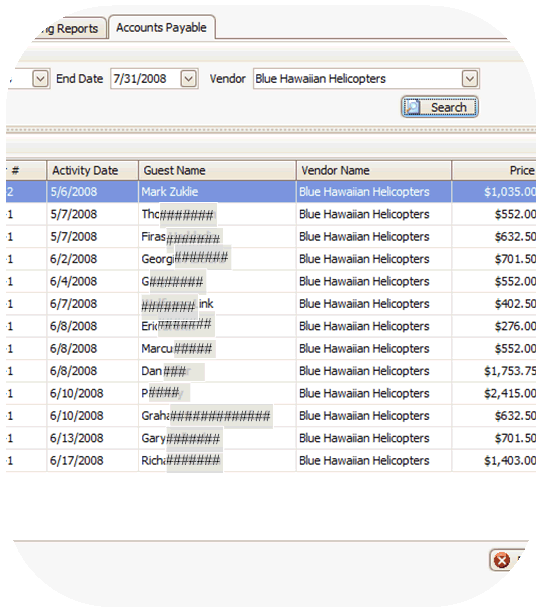 ng Reports Accounts Payable
End Date 7/31/2008 Vendor Blue Hawaiian Helicopters
Search
# Activity Date Guest Name Vendor Name Price
2 5/6/2008 Mark Zuklie Blue Hawaiian Helicopters $1,035.00
-1 5/7/2008 Tho ####### Blue Hawaiian Helicopters $552.00
-1 5/7/2008 Firas ####### Blue Hawaiian Helicopters $632.50
-1 6/2/2008 Georg ####### Blue Hawaiian Helicopters $701.50
-1 6/4/2008 G ####### Blue Hawaiian Helicopters $552.00
-1 6/7/2008 ####### ink Blue Hawaiian Helicopters $402.50
-1 6/8/2008 Eric ####### Blue Hawaiian Helicopters $276.00
-1 6/8/2008 Marcu ##### Blue Hawaiian Helicopters $552.00
-1 6/8/2008 Dan ### Blue Hawaiian Helicopters $1,753.75
-1 6/10/2008 P ##### Blue Hawaiian Helicopters $2,415.00
-1 6/10/2008 Graha ############# Blue Hawaiian Helicopters $632.50
-1 6/13/2008 Gary ####### Blue Hawaiian Helicopters $701.50
-1 6/17/2008 Richa ####### Blue Hawaiian Helicopters $1,403.00